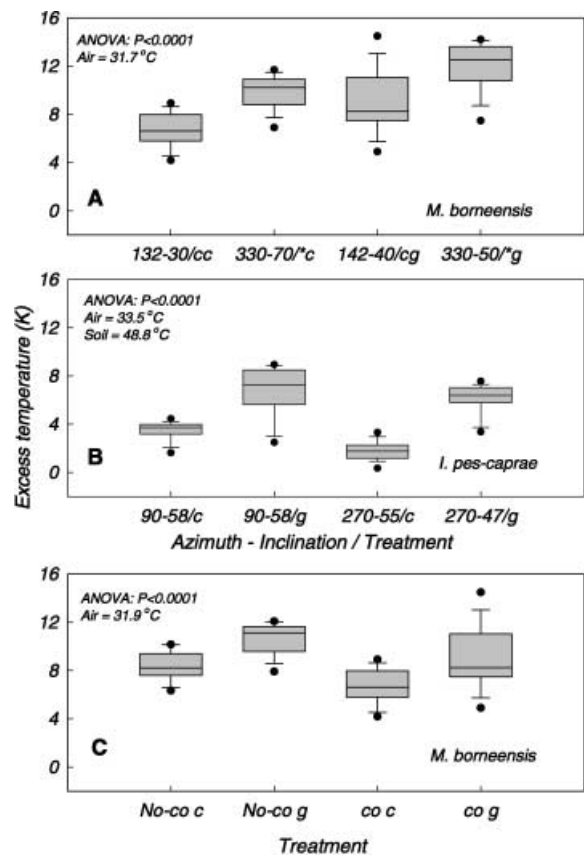 16
ANOVA: P<0.0001
Air = 31.7 °C
12
8
4
A
M. borneensis
0
132-30/cc 330-70/*c 142-40/cg 330-50/*g
Excess temperature (K)
16
ANOVA: P<0.0001
Air = 33.5 °C
Soil = 48.8 °C
12
8
4
B
I. pes-caprae
0
90-58/c 90-58/g 270-55/c 270-47/g
Azimuth - Inclination / Treatment
16
ANOVA: P<0.0001
Air = 31.9 °C
12
8
4
C
M. borneensis
0
No-co c No-co g co c co g
Treatment